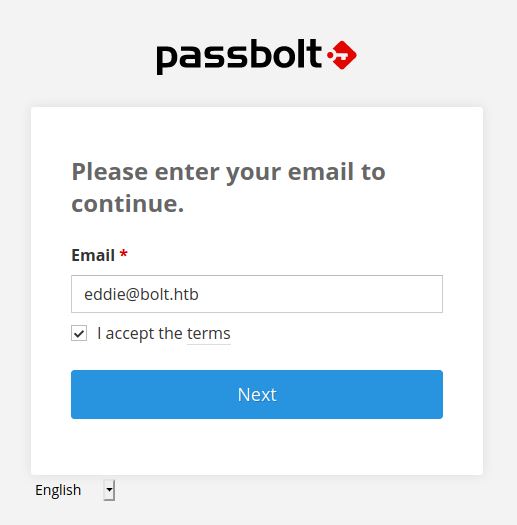 passbolt
Please enter your email to
continue.
Email *
eddie@bolt.htb
I accept the terms
Next
English